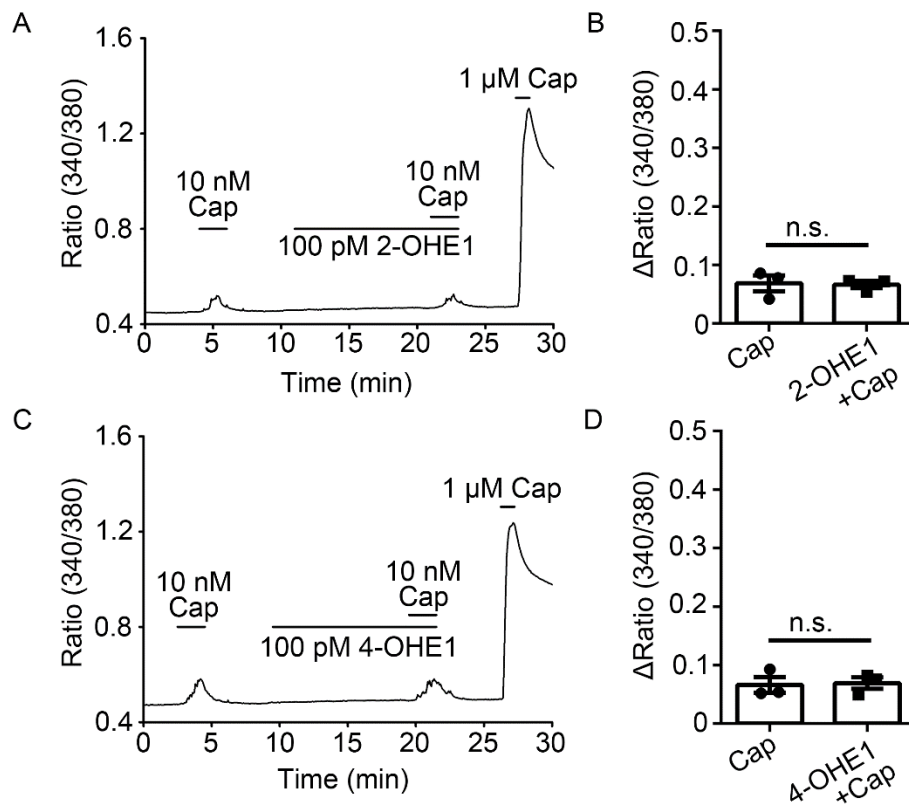 A
Ratio (340/380)
1.6
1.2
0.8
0.4
1 µM Cap
10 nM
Cap
10 nM
Cap
100 pM 2-OHE1
0 5 10 15 20 25 30
Time (min)
B
ΔRatio (340/380)
0.5
0.4
0.3
0.2
0.1
0
n.s.
Cap
2-OHE1
+Cap
C
Ratio (340/380)
1.6
1.2
0.8
0.4
1 µM Cap
10 nM
Cap
10 nM
Cap
100 pM 4-OHE1
0 5 10 15 20 25 30
Time (min)
D
ΔRatio (340/380)
0.5
0.4
0.3
0.2
0.1
0
n.s.
Cap
4-OHE1
+Cap